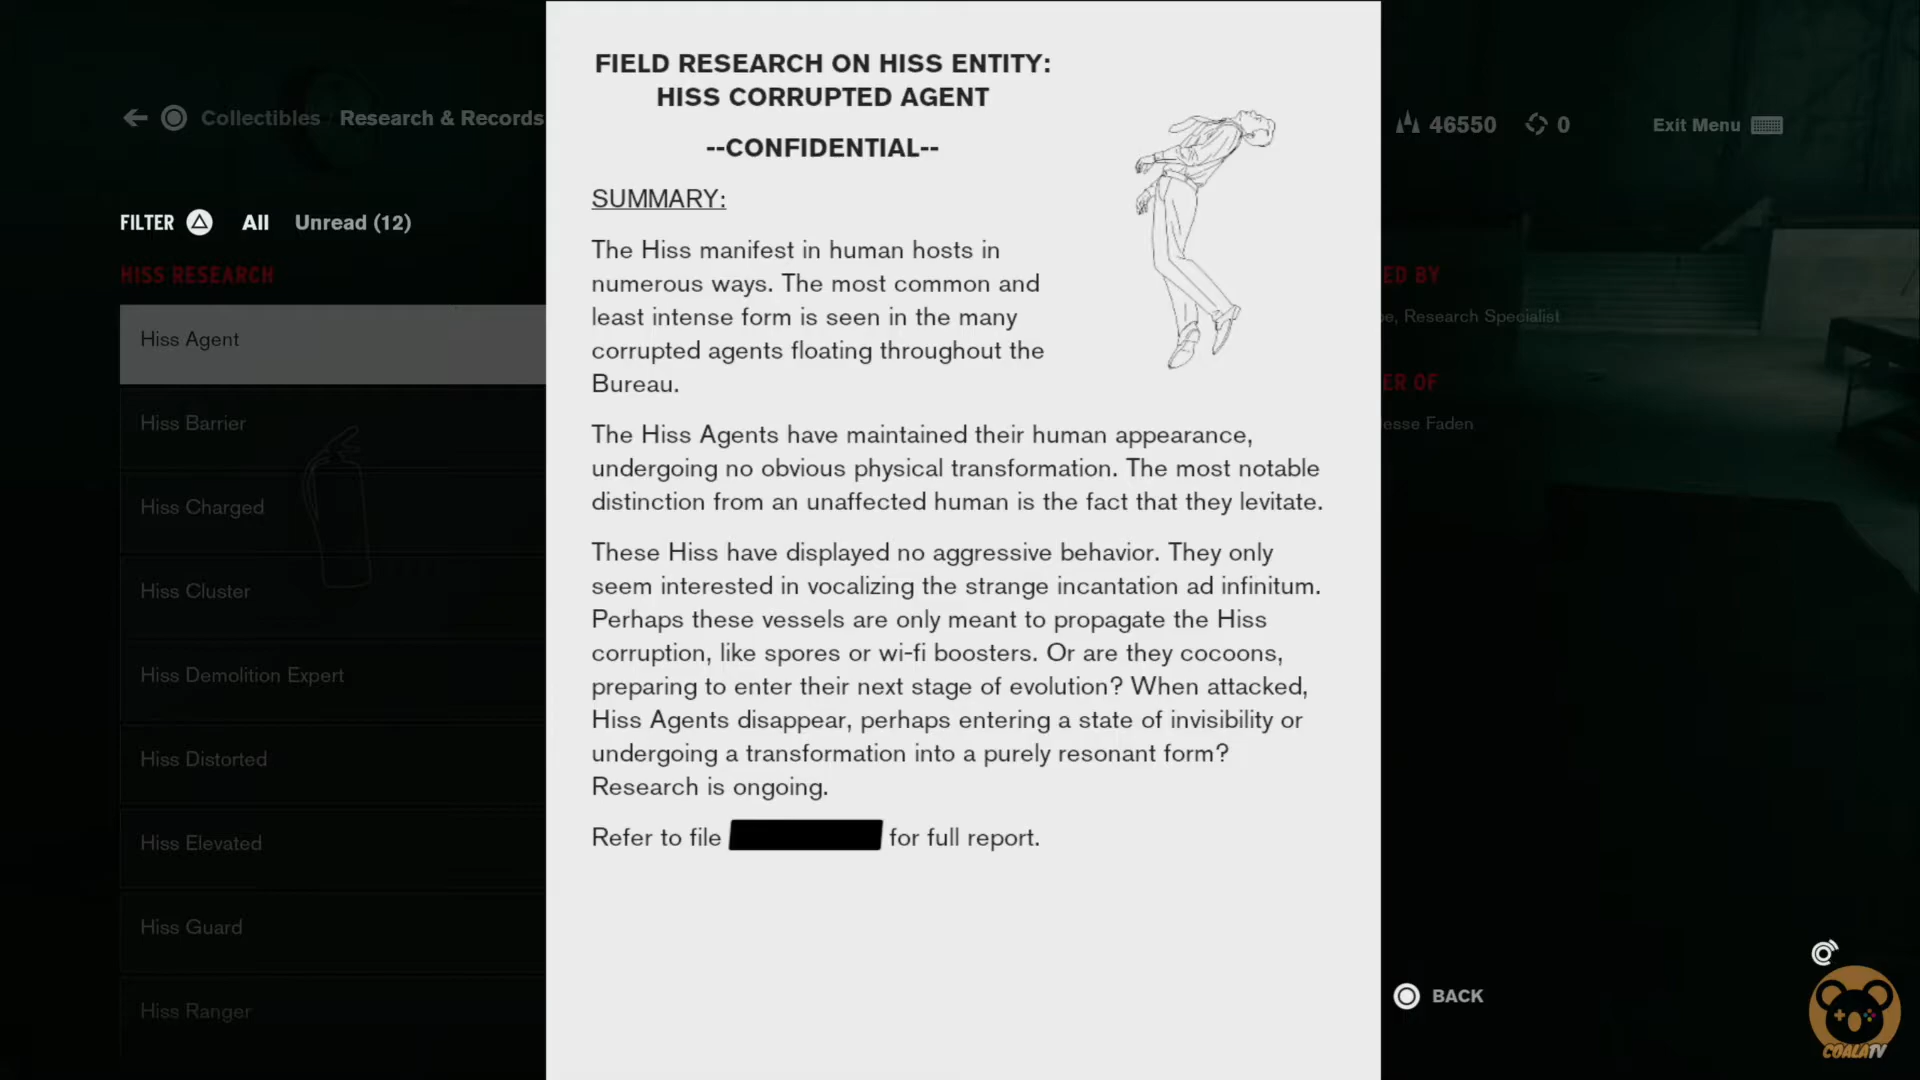 Collectibles / Research & Records
46550
0
Exit Menu
FILTER
All
Unread (12)
HISS RESEARCH
Hiss Agent
Hiss Barrier
Hiss Charged
Hiss Cluster
Hiss Demolition Expert
Hiss Distorted
Hiss Elevated
Hiss Guard
Hiss Ranger
FIELD RESEARCH ON HISS ENTITY:
HISS CORRUPTED AGENT
--CONFIDENTIAL--
SUMMARY:
The Hiss manifest in human hosts in
numerous ways. The most common and
least intense form is seen in the many
corrupted agents floating throughout the
Bureau.
The Hiss Agents have maintained their human appearance,
undergoing no obvious physical transformation. The most notable
distinction from an unaffected human is the fact that they levitate.
These Hiss have displayed no aggressive behavior. They only
seem interested in vocalizing the strange incantation ad infinitum.
Perhaps these vessels are only meant to propagate the Hiss
corruption, like spores or wi-fi boosters. Or are they cocoons,
preparing to enter their next stage of evolution? When attacked,
Hiss Agents disappear, perhaps entering a state of invisibility or
undergoing a transformation into a purely resonant form?
Research is ongoing.
Refer to file for full report.
ED BY
, Research Specialist
ER OF
esse Faden
BACK
COALATV